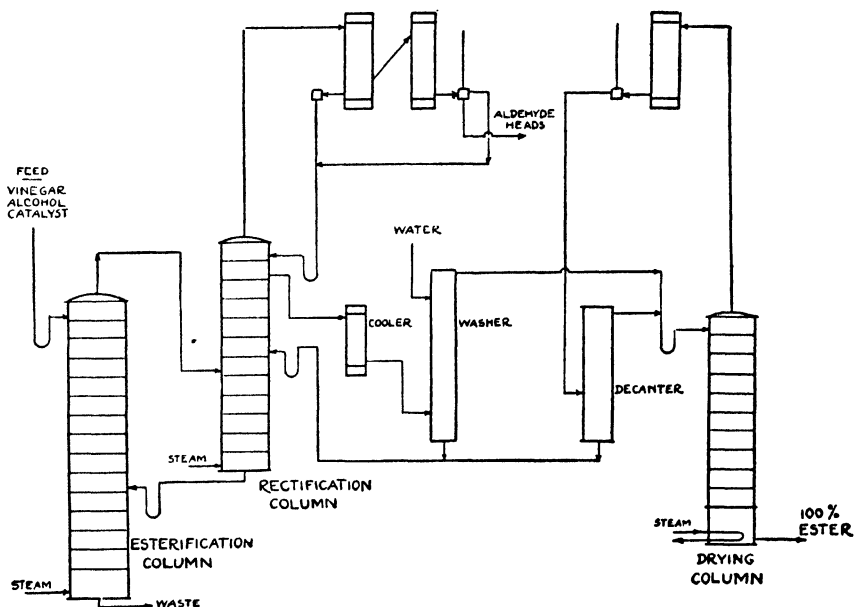 ALDEHYDE
HEADS
FEED
VINEGAR
ALCOHOL
CATALYST
WATER
COOLER
WASHER
DECANTER
STEAM
RECTIFICATION
COLUMN
ESTERIFICATION
COLUMN
STEAM
WASTE
STEAM
100 %
ESTER
DRYING
COLUMN